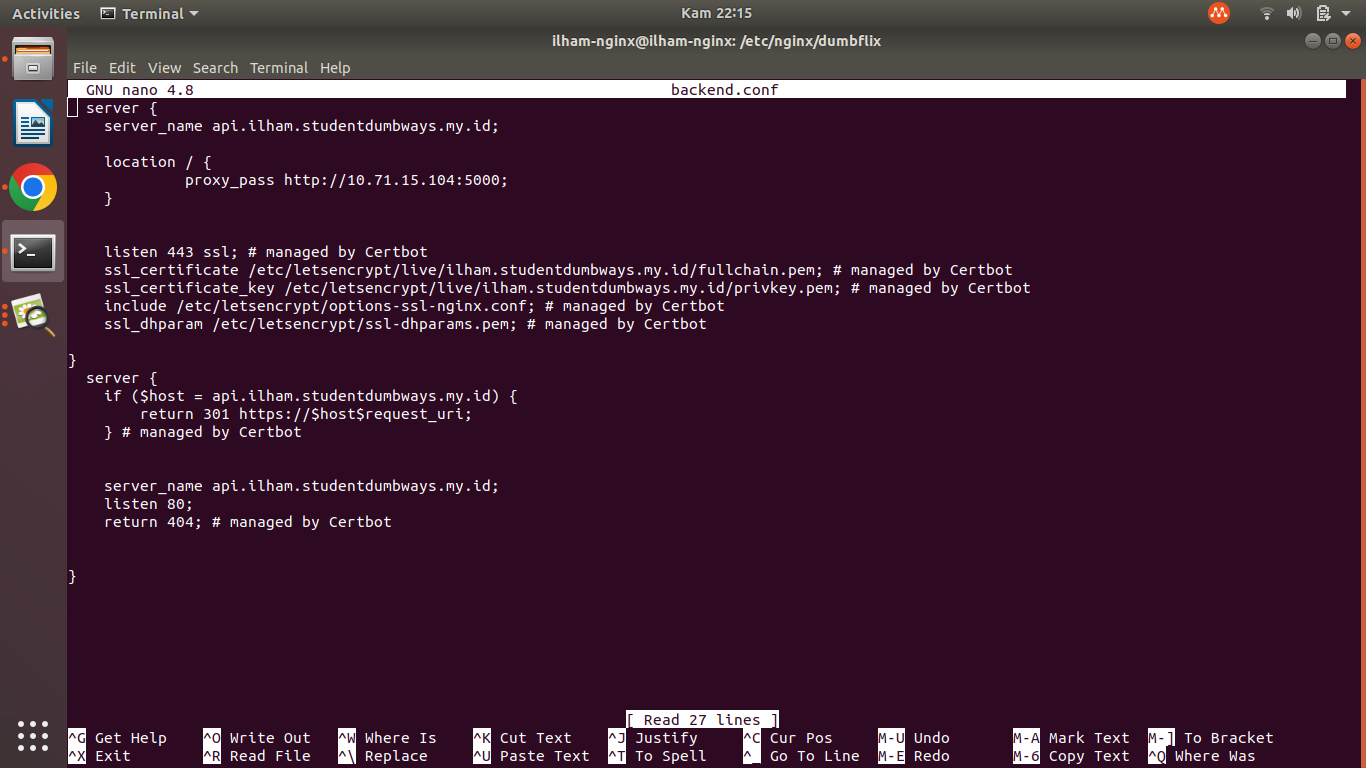 Activities Terminal Kam 22:15
ilham-nginx@ilham-nginx: /etc/nginx/dumbflix
File Edit View Search Terminal Help
GNU nano 4.8 backend.conf
server {
server_name api.ilham.studentdumbways.my.id;
location / {
proxy_pass http://10.71.15.104:5000;
}
listen 443 ssl; # managed by Certbot
ssl_certificate /etc/letsencrypt/live/ilham.studentdumbways.my.id/fullchain.pem; # managed by Certbot
ssl_certificate_key /etc/letsencrypt/live/ilham.studentdumbways.my.id/privkey.pem; # managed by Certbot
include /etc/letsencrypt/options-ssl-nginx.conf; # managed by Certbot
ssl_dhparam /etc/letsencrypt/ssl-dhparams.pem; # managed by Certbot
}
server {
if ($host = api.ilham.studentdumbways.my.id) {
return 301 https://$host$request_uri;
} # managed by Certbot
server_name api.ilham.studentdumbways.my.id;
listen 80;
return 404; # managed by Certbot
}
[ Read 27 lines ]
^G Get Help ^O Write Out ^W Where Is ^K Cut Text ^J Justify ^C Cur Pos M-U Undo M-A Mark Text M-] To Bracket
^X Exit ^R Read File ^\ Replace ^U Paste Text ^T To Spell ^_ Go To Line M-E Redo M-6 Copy Text ^Q Where Was